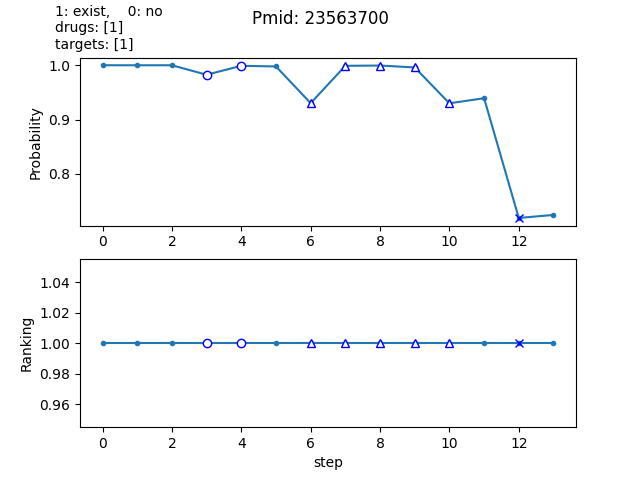 1: exist,    0: no
drugs: [1]
targets: [1]
Pmid: 23563700
1.0
0.9
0.8
Probability
0 2 4 6 8 10 12
1.04
1.02
1.00
0.98
0.96
Ranking
0 2 4 6 8 10 12
step